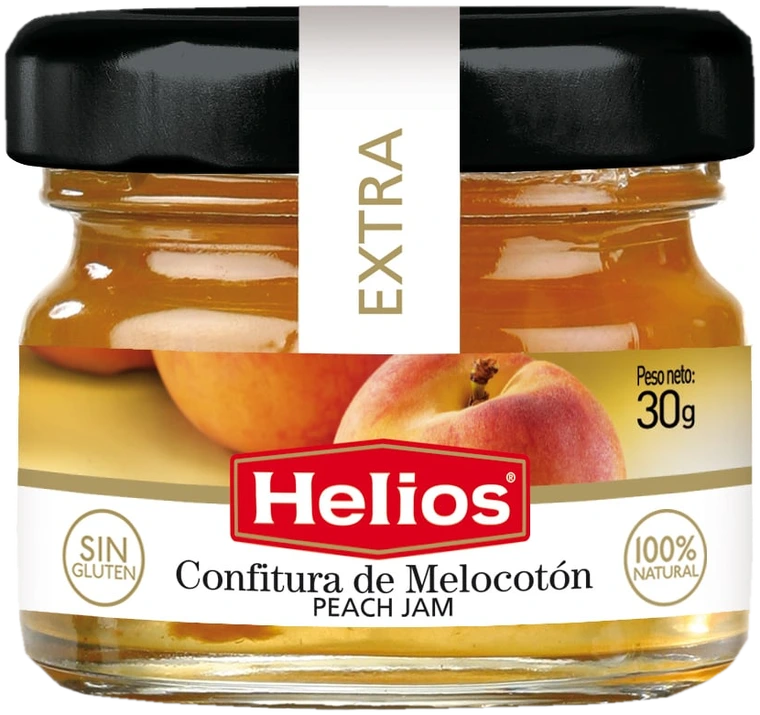 EXTRA
Peso neto:
30g
Helios®
SIN
GLUTEN
100%
NATURAL
Confitura de Melocotón
PEACH JAM